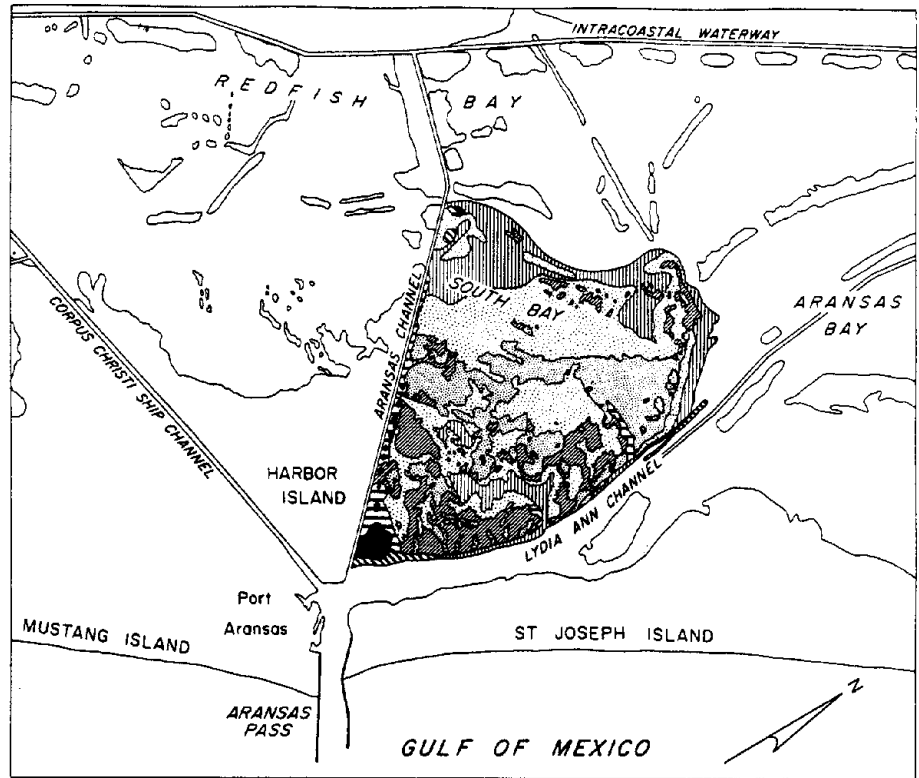 INTRACOASTAL WATERWAY
REDFISH BAY
SOUTH
BAY
ARANSAS
BAY
ARANSAS CHANNEL
CORPUS CHRISTI SHIP CHANNEL
HARBOR
ISLAND
LYDIA ANN CHANNEL
Port
Aransas
MUSTANG ISLAND
ST JOSEPH ISLAND
ARANSAS
PASS
GULF OF MEXICO
N